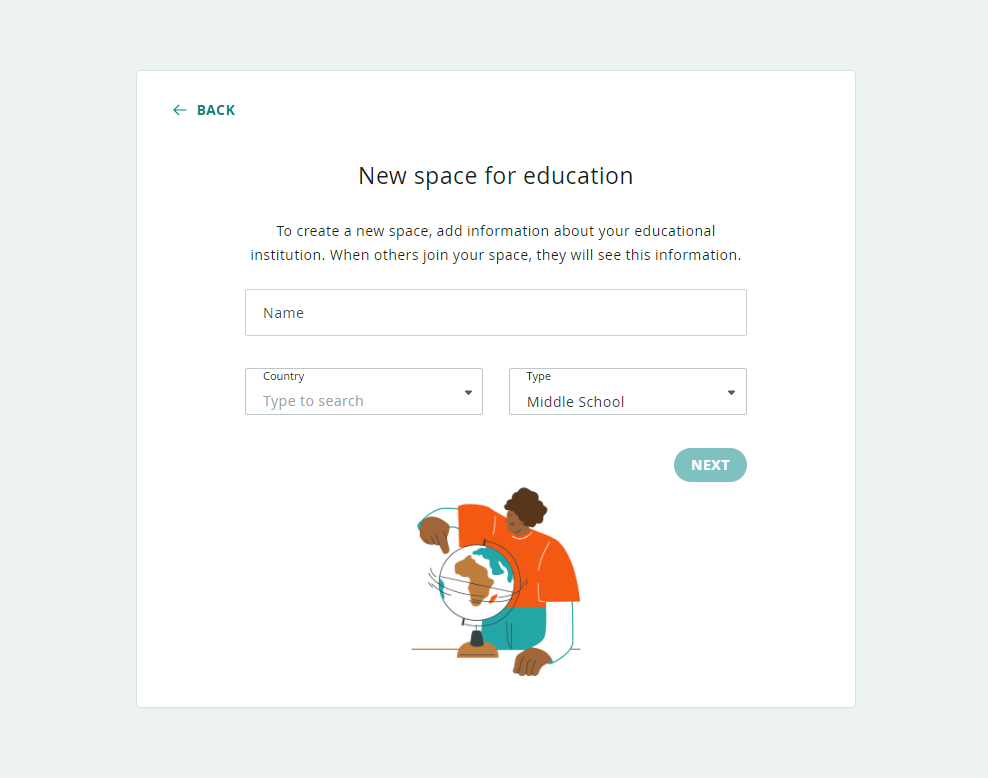 BACK
New space for education
To create a new space, add information about your educational
institution. When others join your space, they will see this information.
Name
Country
Type to search
Type
Middle School
NEXT